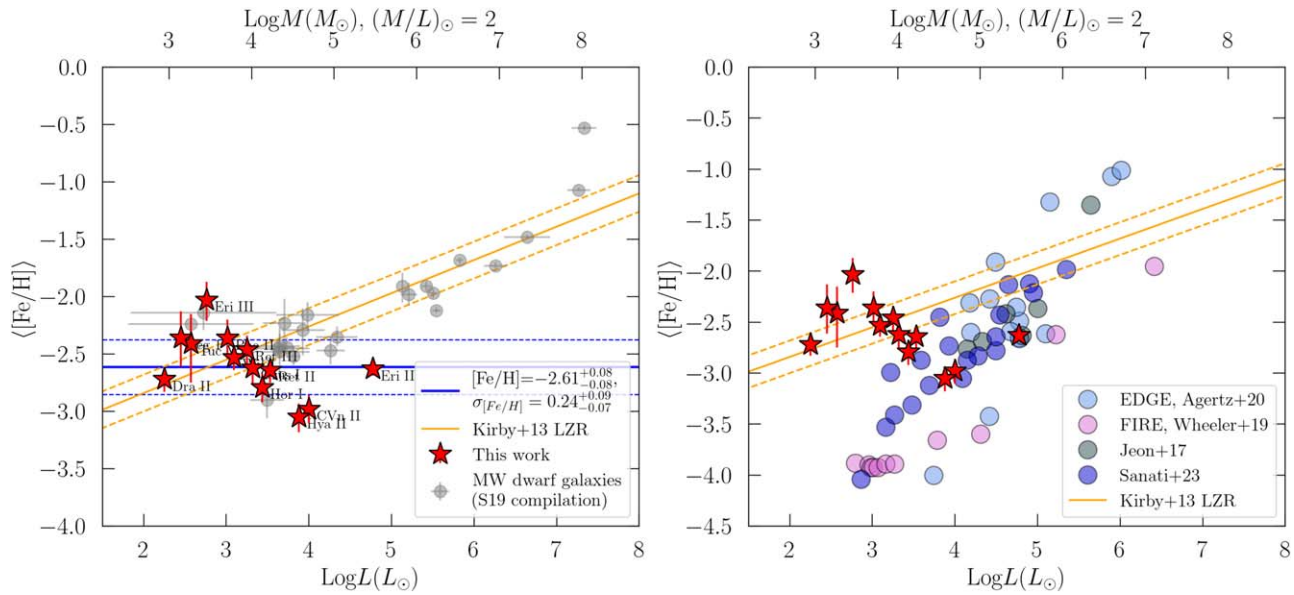 LogM(M⊙), (M/L)⊙ = 2
3 4 5 6 7 8
0.0
−0.5
−1.0
−1.5
−2.0
−2.5
−3.0
−3.5
−4.0
⟨[Fe/H]⟩
Eri III
Dra II
Hor I
Hya II
CVn II
Eri II
[Fe/H]=−2.61+0.08−0.08,
σ[Fe/H] = 0.24+0.09−0.07
Kirby+13 LZR
This work
MW dwarf galaxies
(S19 compilation)
2 3 4 5 6 7 8
LogL(L⊙)
LogM(M⊙), (M/L)⊙ = 2
3 4 5 6 7 8
0.0
−0.5
−1.0
−1.5
−2.0
−2.5
−3.0
−3.5
−4.0
−4.5
⟨[Fe/H]⟩
EDGE, Agertz+20
FIRE, Wheeler+19
Jeon+17
Sanati+23
Kirby+13 LZR
2 3 4 5 6 7 8
LogL(L⊙)